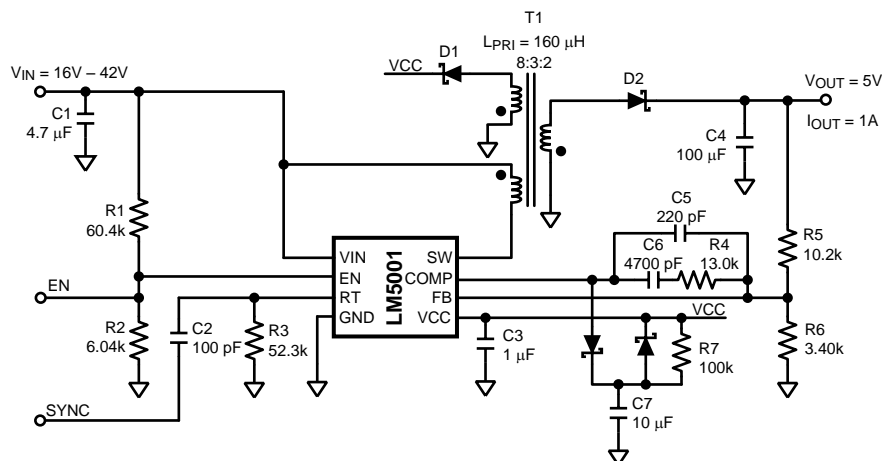 T1
LPRI = 160 μH
8:3:2
D1
VCC
VIN = 16V – 42V
D2
VOUT = 5V
IOUT = 1A
C1
4.7 μF
C4
100 μF
C5
220 pF
R1
60.4k
C6
4700 pF
R4
13.0k
R5
10.2k
VIN
SW
EN
COMP
RT
FB
GND
VCC
LM5001
EN
VCC
R2
6.04k
C2
100 pF
R3
52.3k
C3
1 μF
R7
100k
R6
3.40k
SYNC
C7
10 μF